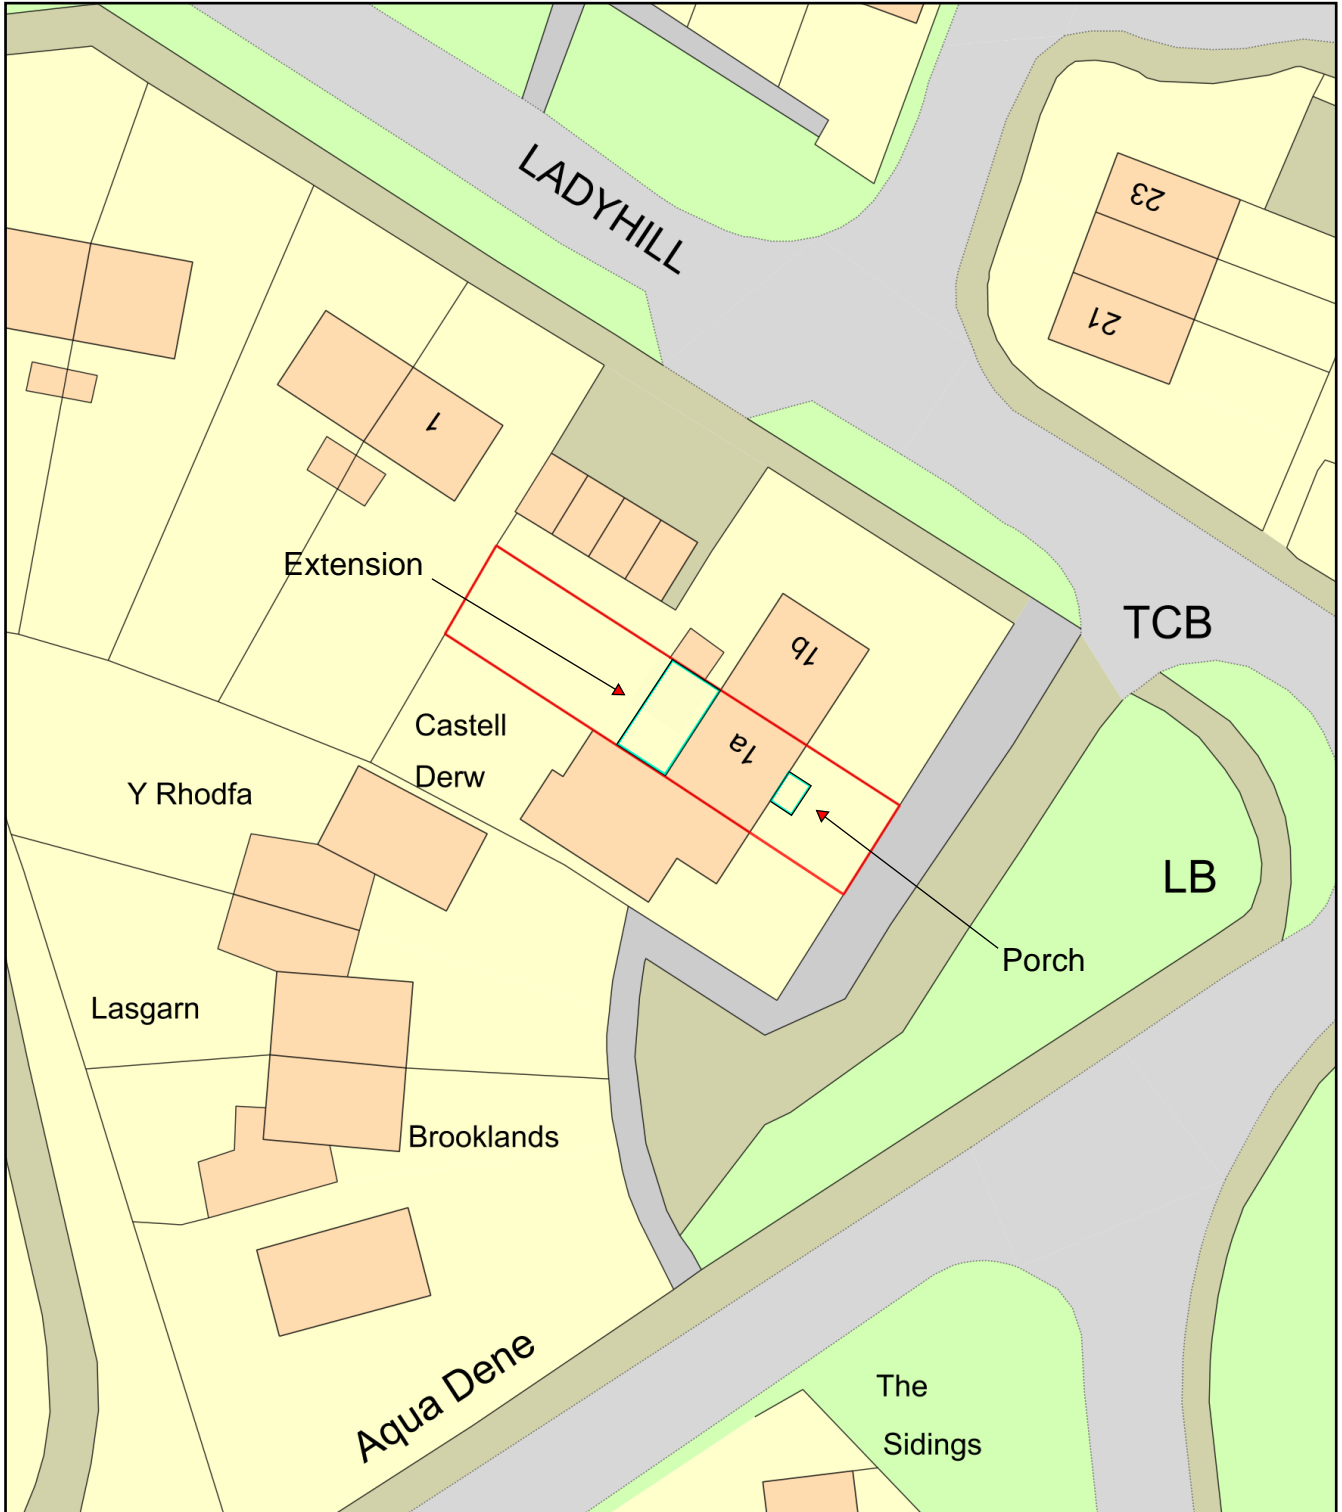 LADYHILL
23
21
1
Extension
TCB
1b
Castell
1a
Derw
Y Rhodfa
LB
Porch
Lasgarn
Brooklands
Aqua Dene
The
Sidings